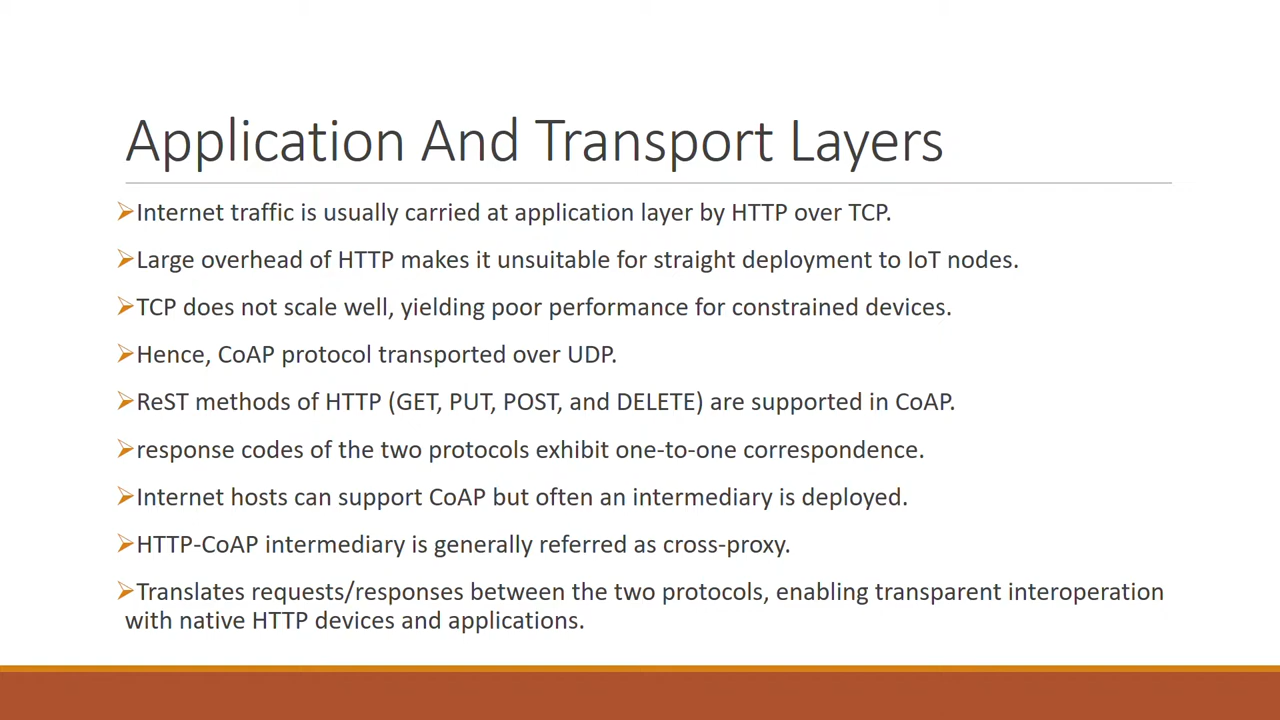 Application And Transport Layers
➢Internet traffic is usually carried at application layer by HTTP over TCP.
➢Large overhead of HTTP makes it unsuitable for straight deployment to IoT nodes.
➢TCP does not scale well, yielding poor performance for constrained devices.
➢Hence, CoAP protocol transported over UDP.
➢ReST methods of HTTP (GET, PUT, POST, and DELETE) are supported in CoAP.
➢response codes of the two protocols exhibit one-to-one correspondence.
➢Internet hosts can support CoAP but often an intermediary is deployed.
➢HTTP-CoAP intermediary is generally referred as cross-proxy.
➢Translates requests/responses between the two protocols, enabling transparent interoperation
with native HTTP devices and applications.